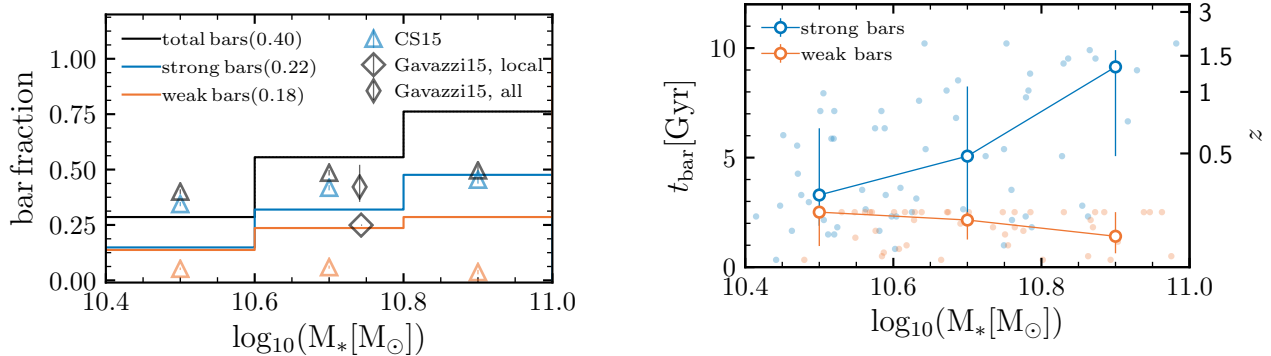 total bars(0.40)
strong bars(0.22)
weak bars(0.18)
CS15
Gavazzi15, local
Gavazzi15, all
1.00
0.75
0.50
0.25
0.00
bar fraction
10.4
10.6
10.8
11.0
log₁₀(M∗[M⊙])
strong bars
weak bars
10
5
0
t_bar[Gyr]
3
1.5
1
0.5
z
10.4
10.6
10.8
11.0
log₁₀(M∗[M⊙])